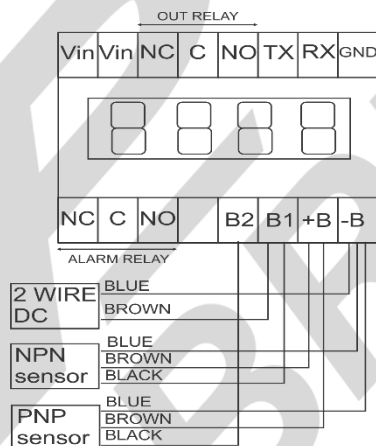 OUT RELAY
Vin Vin NC C NO TX RX GND
NC C NO B2 B1 +B -B
ALARM RELAY
2 WIRE DC
BLUE
BROWN
NPN sensor
BLUE
BROWN
BLACK
PNP sensor
BLUE
BROWN
BLACK